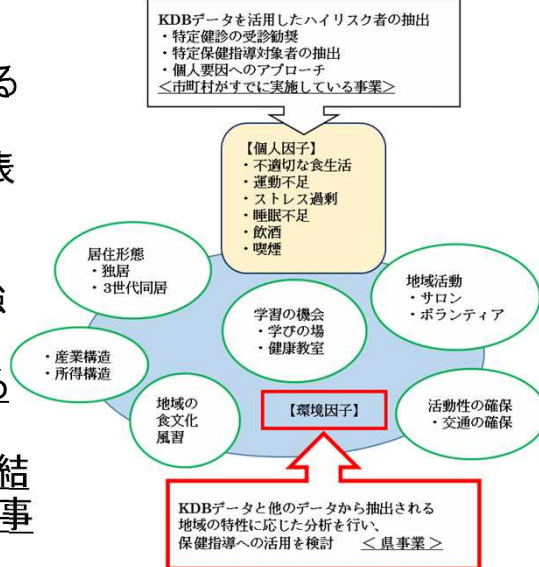 KDBデータを活用したハイリスク者の抽出
・特定健診の受診勧奨
・特定保健指導対象者の抽出
・個人要因へのアプローチ
＜市町村がすでに実施している事業＞
る
表
強
る
結
事
【個人因子】
・不適切な食生活
・運動不足
・ストレス過剰
・睡眠不足
・飲酒
・喫煙
居住形態
・独居
・3世代同居
地域活動
・サロン
・ボランティア
学習の機会
・学びの場
・健康教室
・産業構造
・所得構造
地域の
食文化
風習
【環境因子】
活動性の確保
・交通の確保
KDBデータと他のデータから抽出される
地域の特性に応じた分析を行い、
保健指導への活用を検討　＜県事業＞